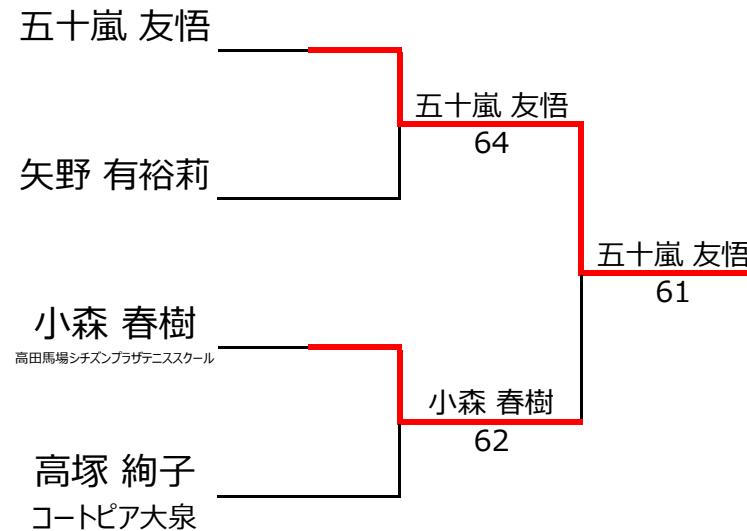 五十嵐 友悟
五十嵐 友悟
64
矢野 有裕莉
五十嵐 友悟
61
小森 春樹
高田馬場シチズンプラザテニススクール
小森 春樹
62
高塚 絢子
コートピア大泉